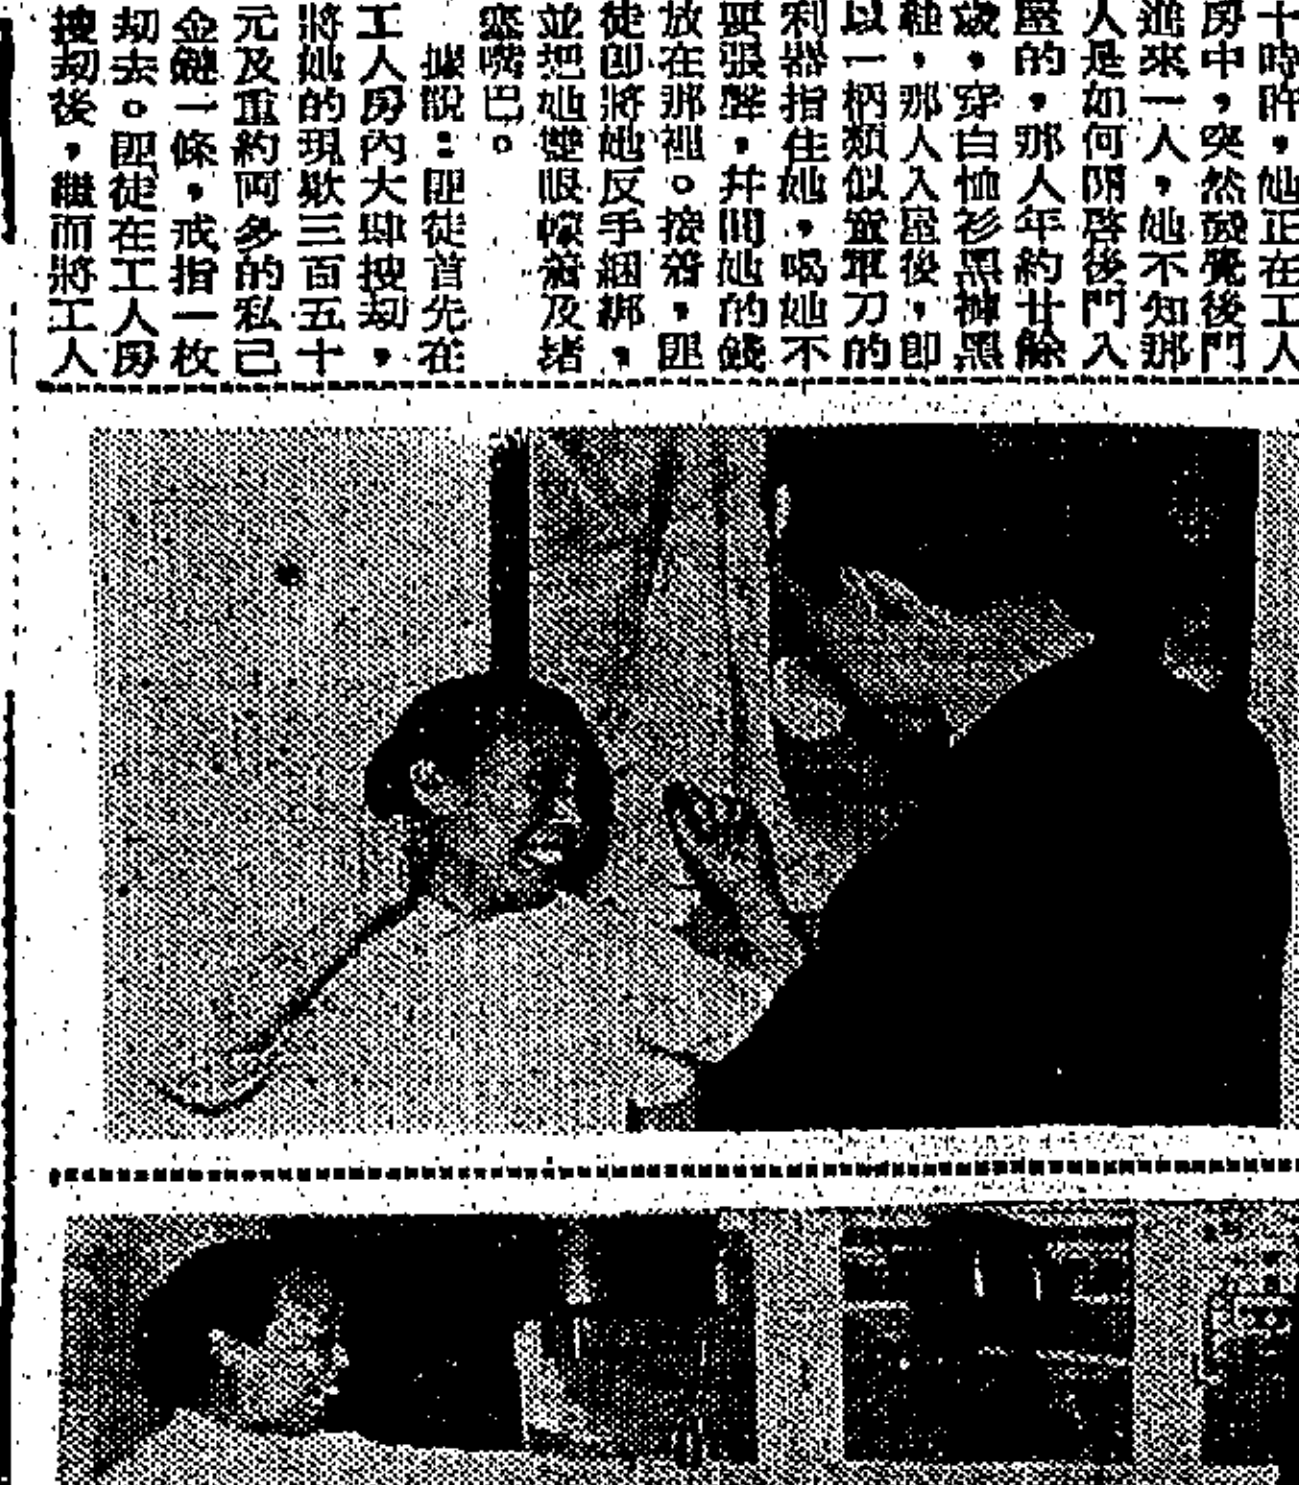 十時許，她正在工人
房中，突然發覺後門
進來一人，她不知那
人是如何開啓後門入
屋的，那人年約廿餘
歲，穿白恤衫黑褲黑
鞋，那人入屋後，即
以一柄類似童軍刀的
利器指住她，喝她不
要張聲，并問她的錢
放在那裡。接着，匪
徒即將她反手綑綁，
並把她雙眼幪着及堵
塞嘴巴。
據說：匪徒首先在
工人房內大肆搜刧，
將她的現欵三百五十
元及重約両多的私己
金鏈一條，戒指一枚
刧去。匪徒在工人房
搜刧後，繼而將工人